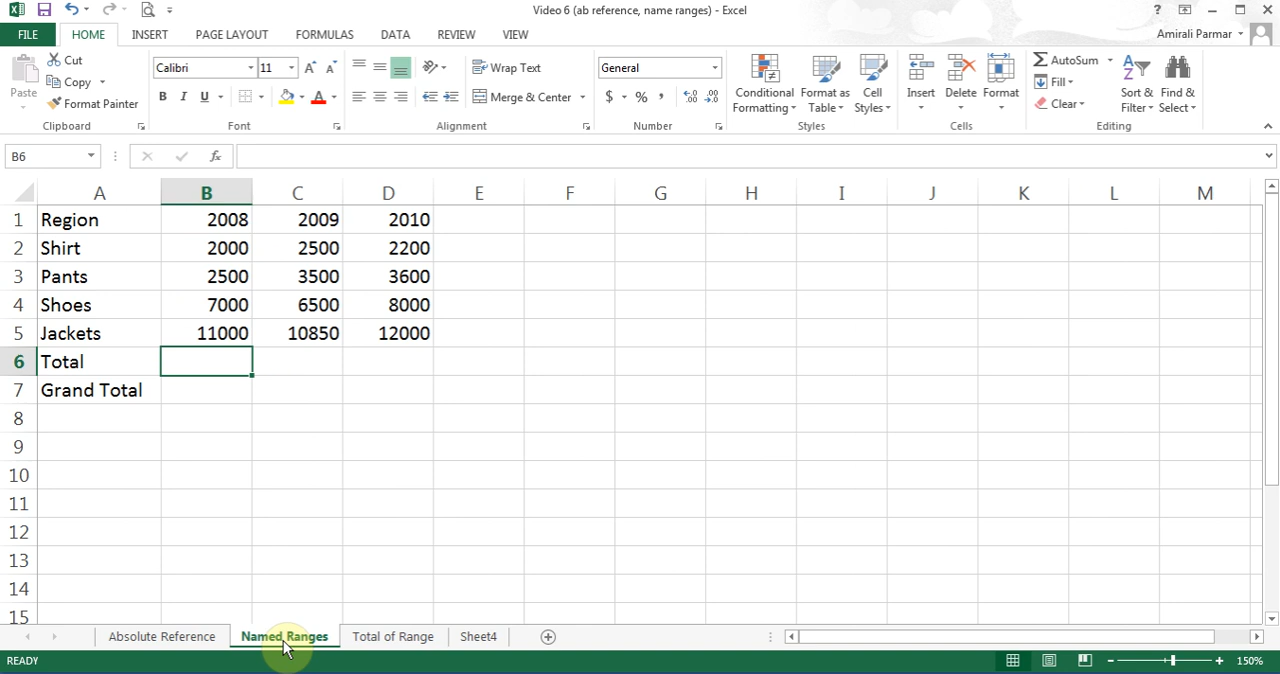 Video 6 (ab reference, name ranges) - Excel
FILE HOME INSERT PAGE LAYOUT FORMULAS DATA REVIEW VIEW Amirali Parmar
Paste
Cut
Copy
Format Painter
Clipboard
Calibri 11
B I U A
Font
Wrap Text
Merge & Center
Alignment
General
$ % ,
Number
Conditional Formatting
Format as Table
Cell Styles
Styles
Insert Delete Format
Cells
AutoSum
Fill
Clear
Sort & Filter
Find & Select
Editing
B6 fx
A B C D E F G H I J K L M
1 Region 2008 2009 2010
2 Shirt 2000 2500 2200
3 Pants 2500 3500 3600
4 Shoes 7000 6500 8000
5 Jackets 11000 10850 12000
6 Total
7 Grand Total
8
9
10
11
12
13
14
15
Absolute Reference Named Ranges Total of Range Sheet4
READY 150%